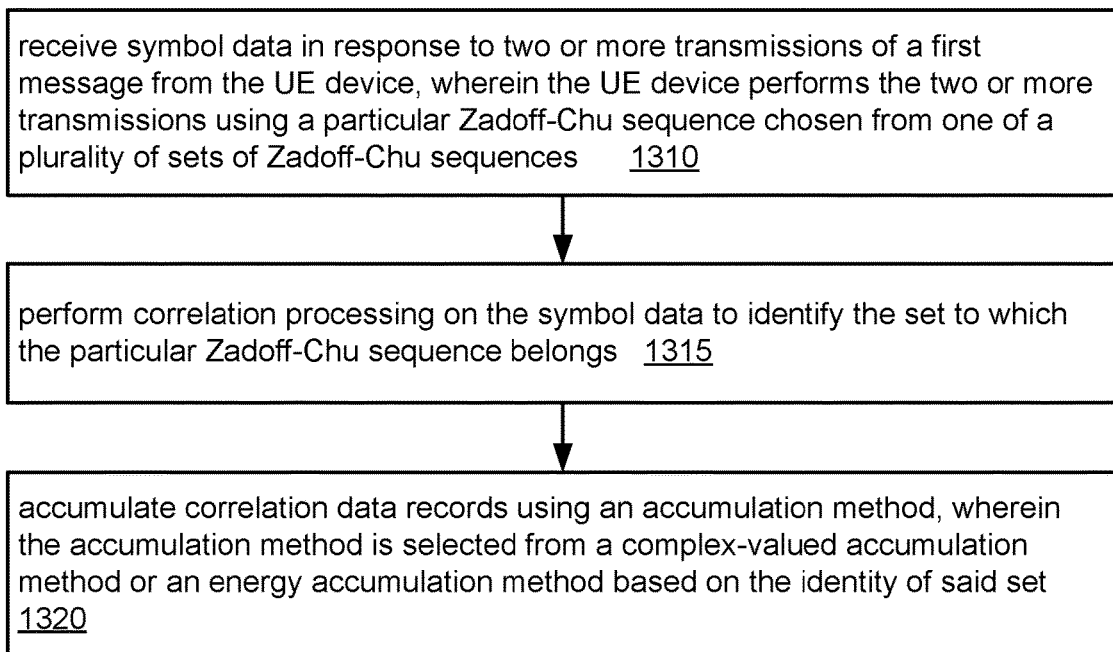 receive symbol data in response to two or more transmissions of a first
message from the UE device, wherein the UE device performs the two or more
transmissions using a particular Zadoff-Chu sequence chosen from one of a
plurality of sets of Zadoff-Chu sequences 1310
perform correlation processing on the symbol data to identify the set to which
the particular Zadoff-Chu sequence belongs 1315
accumulate correlation data records using an accumulation method, wherein
the accumulation method is selected from a complex-valued accumulation
method or an energy accumulation method based on the identity of said set
1320